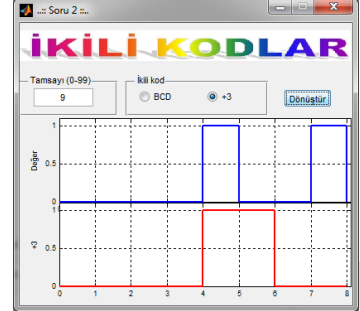 ..:: Soru 2 ::..
İKİLİ KODLAR
Tamsayı (0-99)
İkili kod
9
BCD
+3
Dönüştür
1
0.5
0
Değer
1
0.5
0
+3
0 1 2 3 4 5 6 7 8